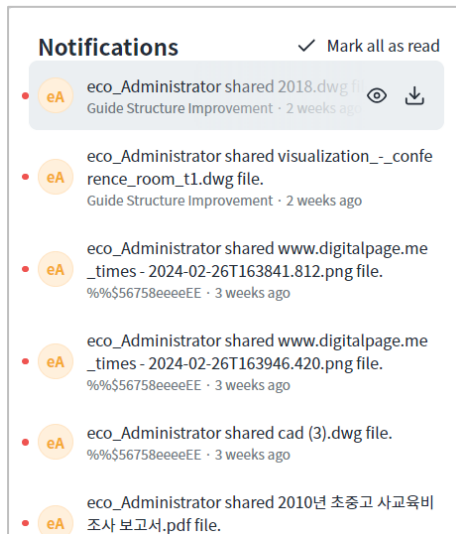 Notifications
Mark all as read
eA
eco_Administrator shared 2018.dwg fi
Guide Structure Improvement · 2 weeks ago
eA
eco_Administrator shared visualization_-_confe
rence_room_t1.dwg file.
Guide Structure Improvement · 2 weeks ago
eA
eco_Administrator shared www.digitalpage.me
_times - 2024-02-26T163841.812.png file.
%%$56758eeeeEE · 3 weeks ago
eA
eco_Administrator shared www.digitalpage.me
_times - 2024-02-26T163946.420.png file.
%%$56758eeeeEE · 3 weeks ago
eA
eco_Administrator shared cad (3).dwg file.
%%$56758eeeeEE · 3 weeks ago
eA
eco_Administrator shared 2010년 초중고 사교육비
조사 보고서.pdf file.